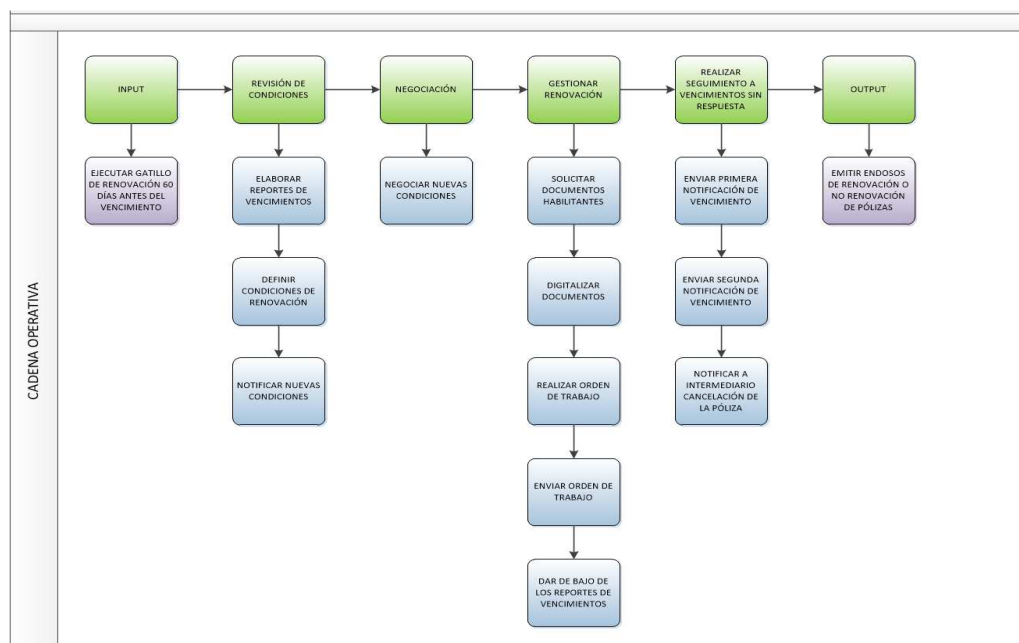 CADENA OPERATIVA
INPUT
REVISIÓN DE
CONDICIONES
NEGOCIACIÓN
GESTIONAR
RENOVACIÓN
REALIZAR
SEGUIMIENTO A
VENCIMIENTOS SIN
RESPUESTA
OUTPUT
EJECUTAR GATILLO
DE RENOVACIÓN 60
DÍAS ANTES DEL
VENCIMIENTO
ELABORAR
REPORTES DE
VENCIMIENTOS
NEGOCIAR NUEVAS
CONDICIONES
SOLICITAR
DOCUMENTOS
HABILITANTES
ENVIAR PRIMERA
NOTIFICACIÓN DE
VENCIMIENTO
EMITIR ENDOSOS
DE RENOVACIÓN O
NO RENOVACIÓN
DE PÓLIZAS
DEFINIR
CONDICIONES DE
RENOVACIÓN
DIGITALIZAR
DOCUMENTOS
ENVIAR SEGUNDA
NOTIFICACIÓN DE
VENCIMIENTO
NOTIFICAR NUEVAS
CONDICIONES
REALIZAR ORDEN
DE TRABAJO
NOTIFICAR A
INTERMEDIARIO
CANCELACIÓN DE
LA PÓLIZA
ENVIAR ORDEN DE
TRABAJO
DAR DE BAJO DE
LOS REPORTES DE
VENCIMIENTOS